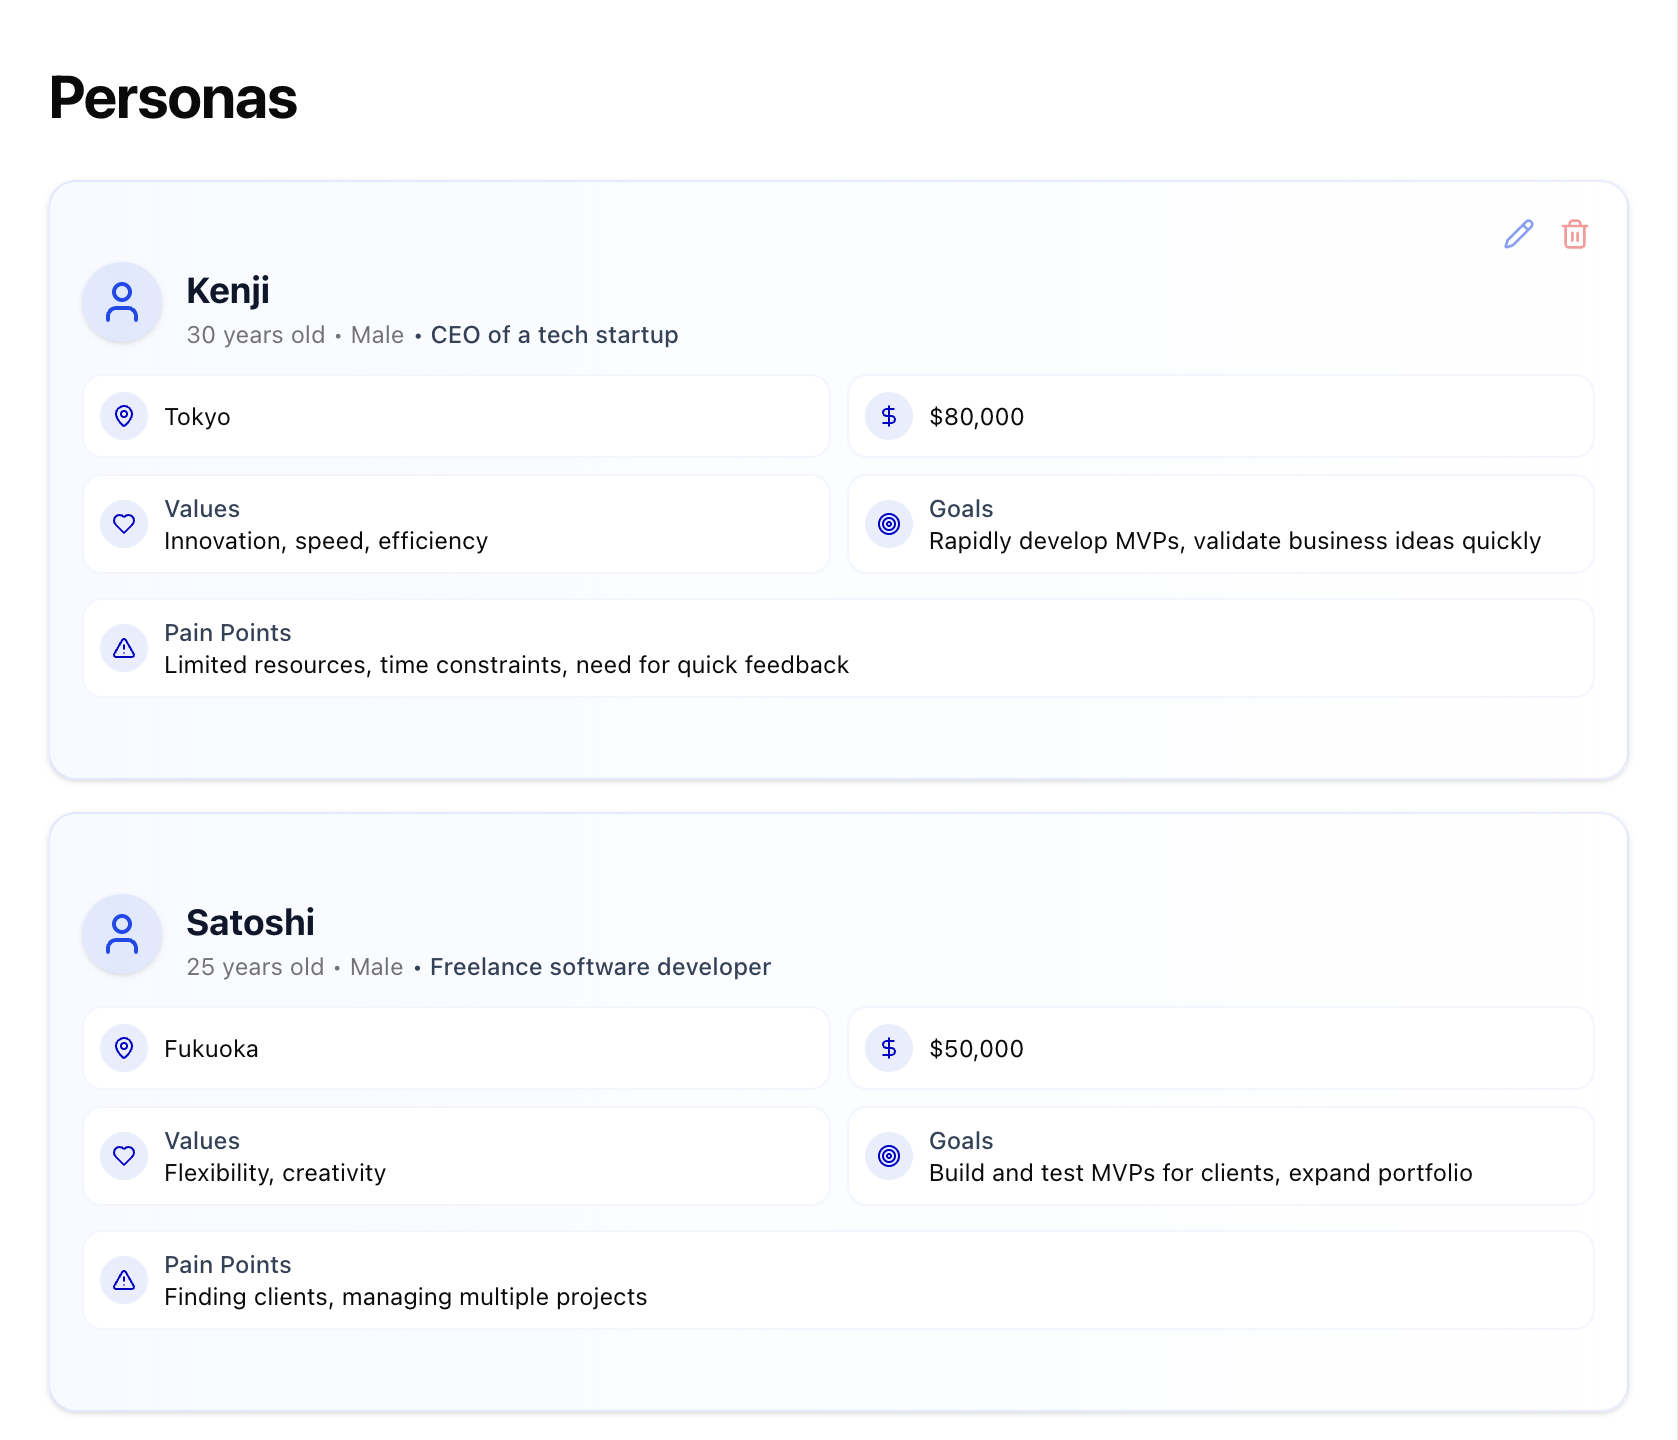 Personas
Kenji
30 years old • Male • CEO of a tech startup
Tokyo
$80,000
Values
Innovation, speed, efficiency
Goals
Rapidly develop MVPs, validate business ideas quickly
Pain Points
Limited resources, time constraints, need for quick feedback
Satoshi
25 years old • Male • Freelance software developer
Fukuoka
$50,000
Values
Flexibility, creativity
Goals
Build and test MVPs for clients, expand portfolio
Pain Points
Finding clients, managing multiple projects